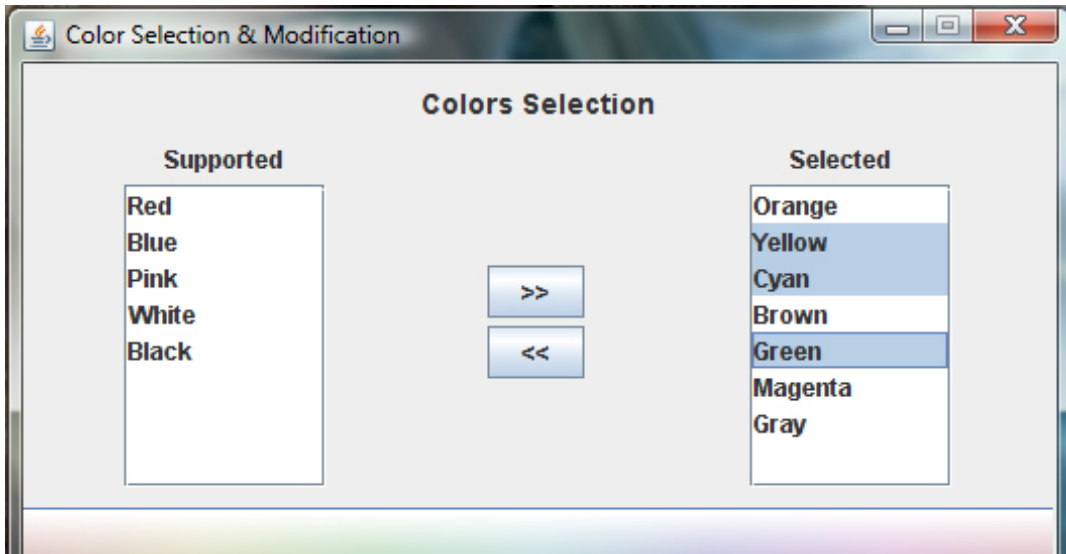 Color Selection & Modification
Colors Selection
Supported
Red
Blue
Pink
White
Black
>>
<<
Selected
Orange
Yellow
Cyan
Brown
Green
Magenta
Gray